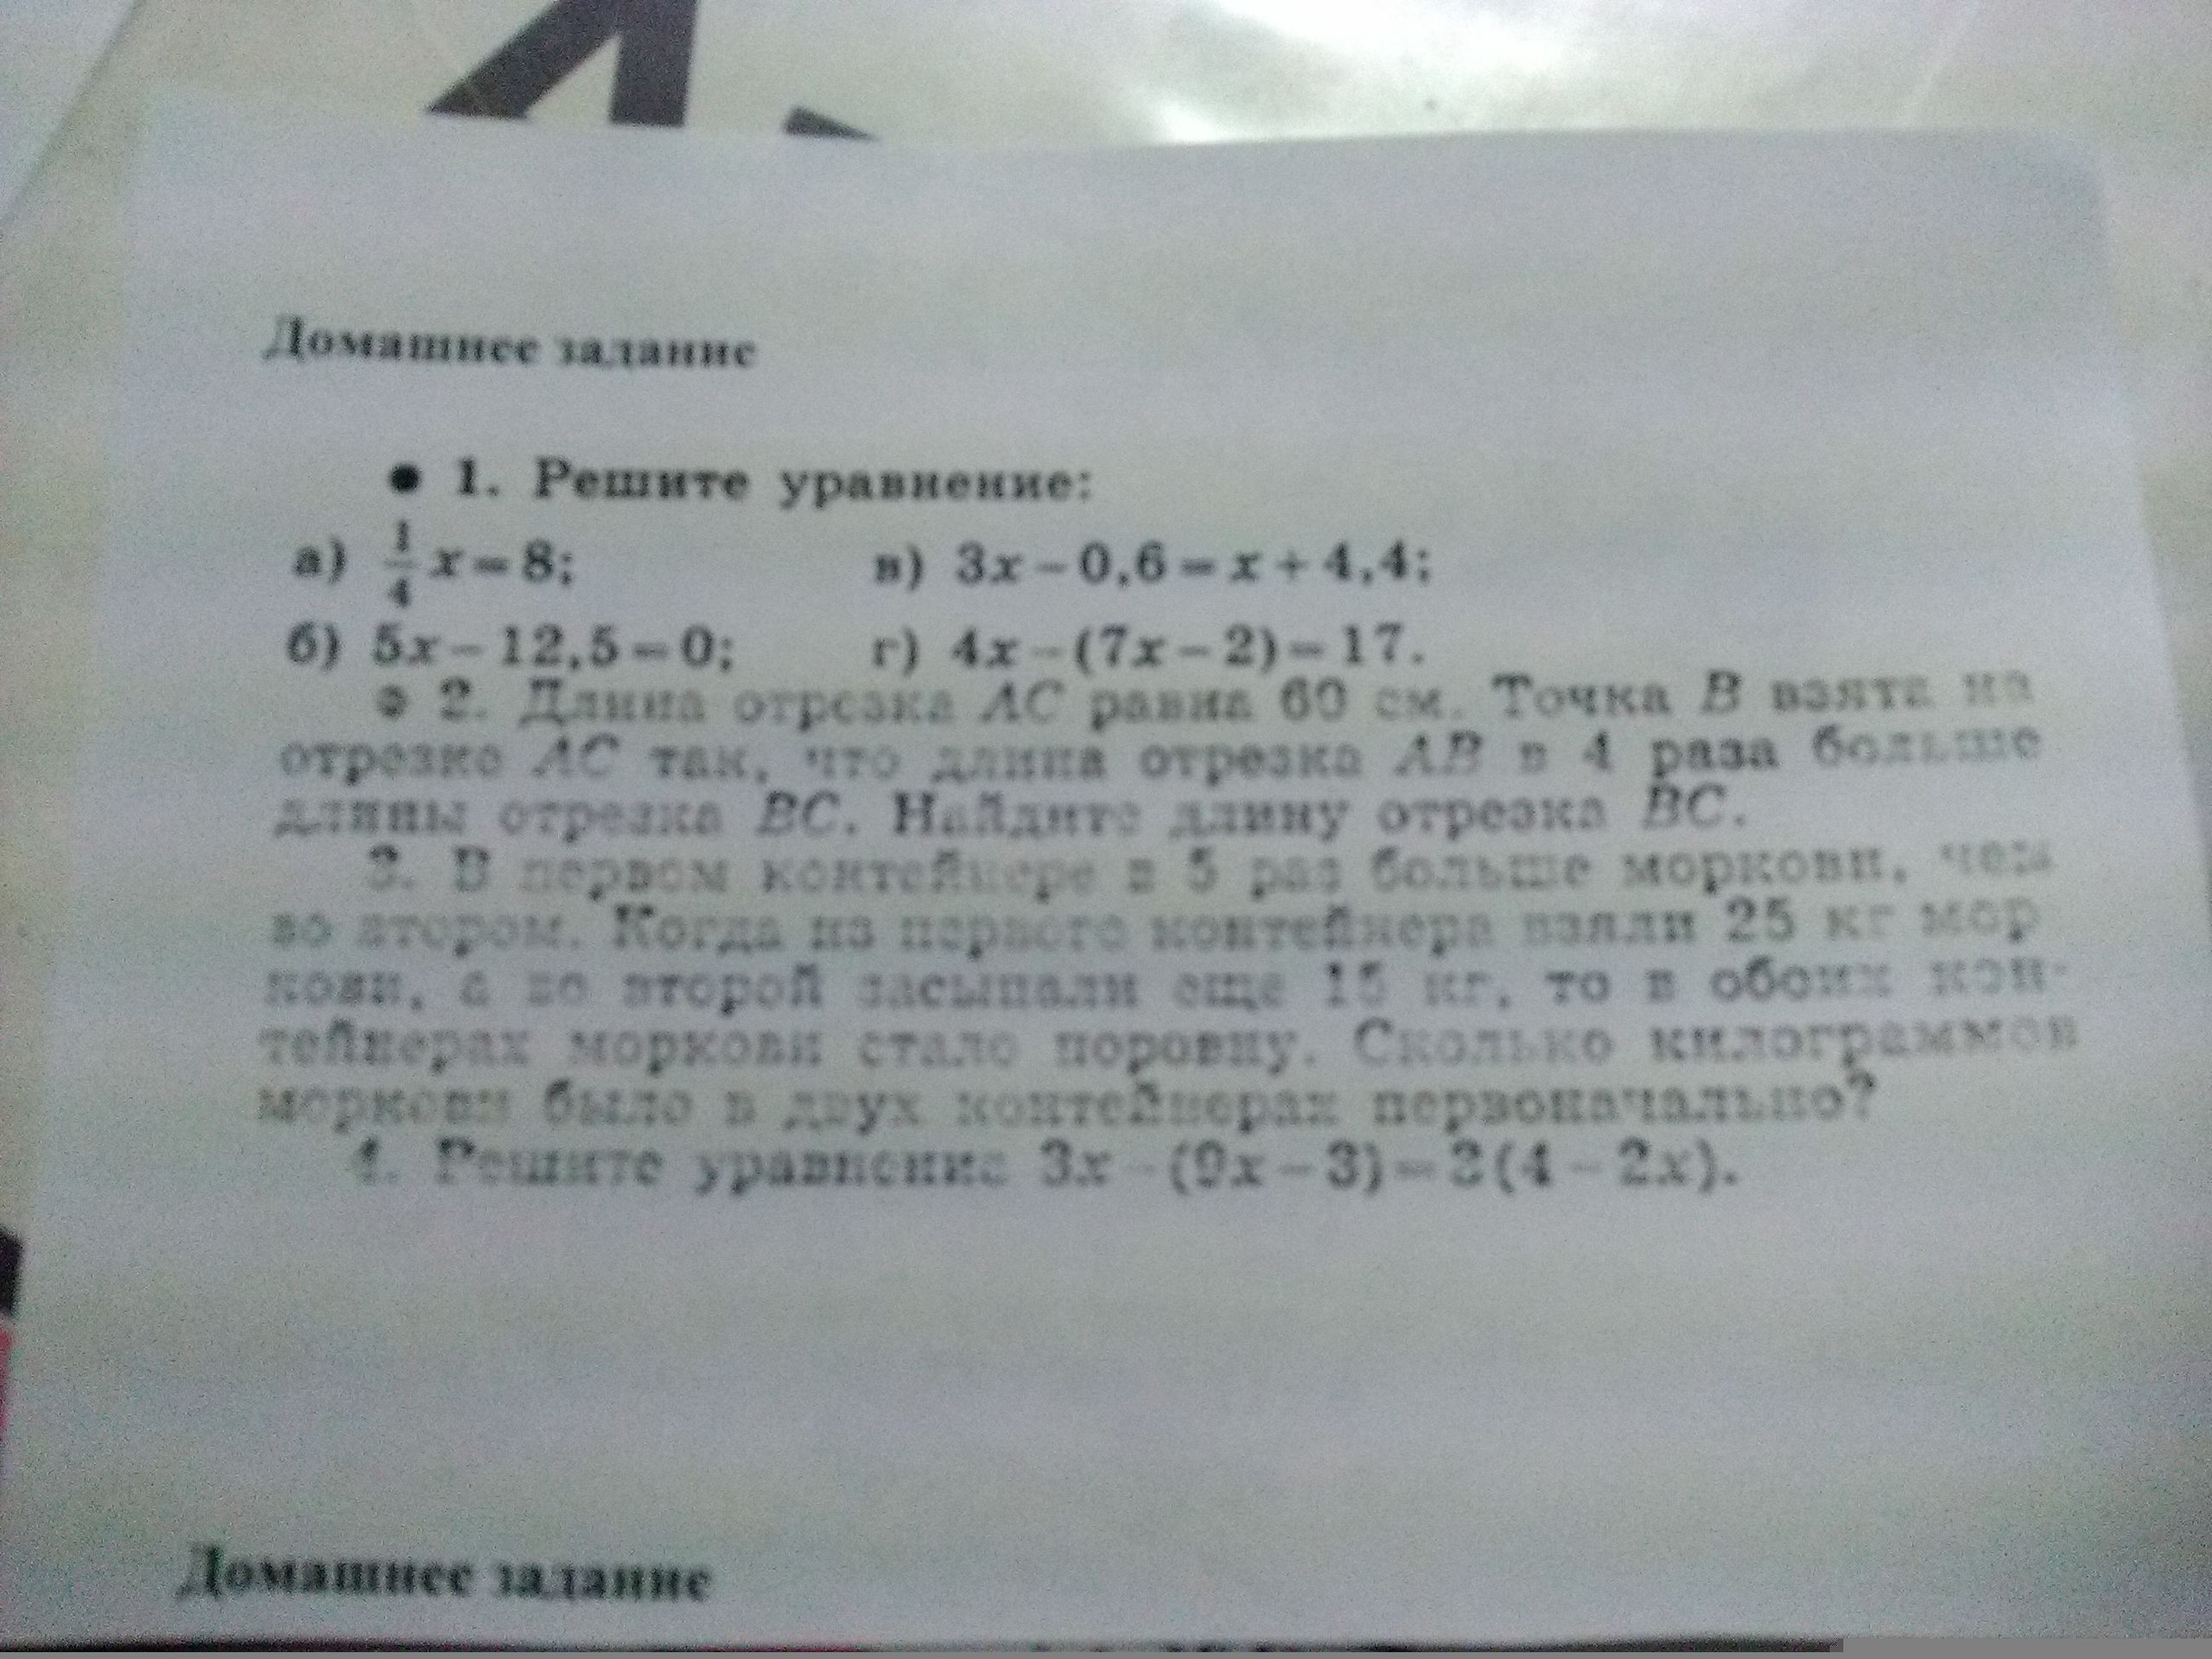 Домашнее задание
• 1. Решите уравнение:
а) 1/4 x = 8; в) 3x − 0,6 = x + 4,4;
б) 5x − 12,5 = 0; г) 4x − (7x − 2) = 17.
• 2. Длина отрезка AC равна 60 см. Точка B взята на
отрезке AC так, что длина отрезка AB в 4 раза больше
длины отрезка BC. Найдите длину отрезка BC.
3. В первом контейнере в 5 раз больше моркови, чем
во втором. Когда из первого контейнера взяли 25 кг мор
кови, а во второй засыпали еще 15 кг, то в обоих кон-
тейнерах моркови стало поровну. Сколько килограммов
моркови было в двух контейнерах первоначально?
4. Решите уравнение 3x − (9x − 3) = 3(4 − 2x).
Домашнее задание